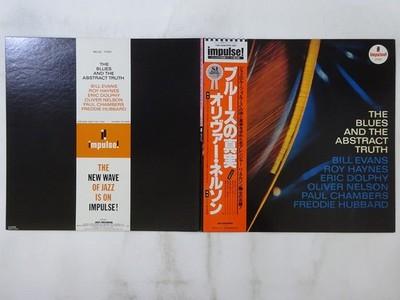 THE BLUES
AND THE
ABSTRACT
TRUTH
BILL EVANS
ROY HAYNES
ERIC DOLPHY
OLIVER NELSON
PAUL CHAMBERS
FREDDIE HUBBARD
impulse!
THE
NEW WAVE
OF JAZZ
IS ON
IMPULSE!
impulse!
ブルースの真実
オリヴァー・ネルソン
THE
BLUES
AND THE
ABSTRACT
TRUTH
BILL EVANS
ROY HAYNES
ERIC DOLPHY
OLIVER NELSON
PAUL CHAMBERS
FREDDIE HUBBARD